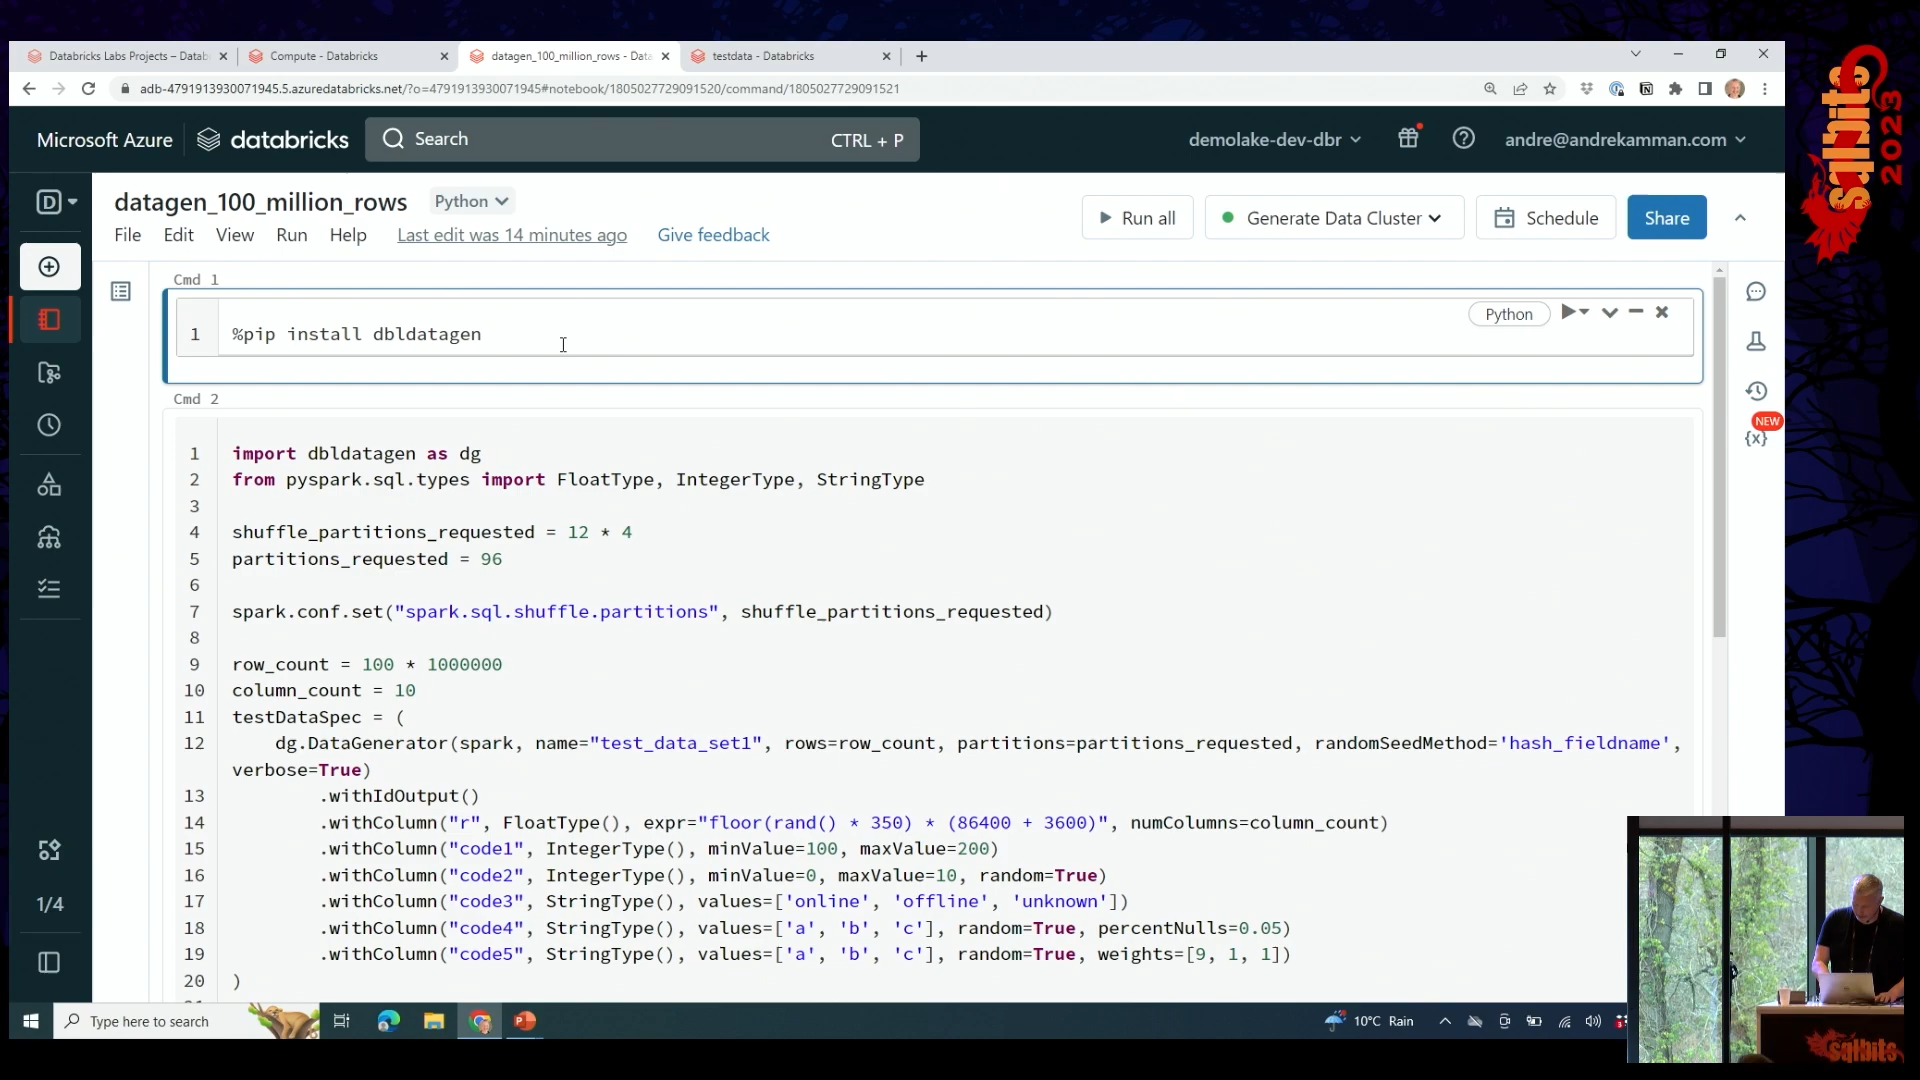 Databricks Labs Projects – Datab
Compute - Databricks
datagen_100_million_rows - Data
testdata - Databricks
adb-4791913930071945.5.azuredatabricks.net/?o=4791913930071945#notebook/1805027729091520/command/1805027729091521
Microsoft Azure
databricks
Search
CTRL + P
demolake-dev-dbr
andre@andrekamman.com
datagen_100_million_rows
Python
File
Edit
View
Run
Help
Last edit was 14 minutes ago
Give feedback
Run all
Generate Data Cluster
Schedule
Share
Cmd 1
Python
1 %pip install dbldatagen
NEW
{x}
Cmd 2
1 import dbldatagen as dg
2 from pyspark.sql.types import FloatType, IntegerType, StringType
3
4 shuffle_partitions_requested = 12 * 4
5 partitions_requested = 96
6
7 spark.conf.set("spark.sql.shuffle.partitions", shuffle_partitions_requested)
8
9 row_count = 100 * 1000000
10 column_count = 10
11 testDataSpec = (
12 dg.DataGenerator(spark, name="test_data_set1", rows=row_count, partitions=partitions_requested, randomSeedMethod='hash_fieldname',
verbose=True)
13 .withIdOutput()
14 .withColumn("r", FloatType(), expr="floor(rand() * 350) * (86400 + 3600)", numColumns=column_count)
15 .withColumn("code1", IntegerType(), minValue=100, maxValue=200)
16 .withColumn("code2", IntegerType(), minValue=0, maxValue=10, random=True)
17 .withColumn("code3", StringType(), values=['online', 'offline', 'unknown'])
18 .withColumn("code4", StringType(), values=['a', 'b', 'c'], random=True, percentNulls=0.05)
19 .withColumn("code5", StringType(), values=['a', 'b', 'c'], random=True, weights=[9, 1, 1])
20 )
D
1/4
Type here to search
10°C Rain
sqlbits
2023
sqlbits